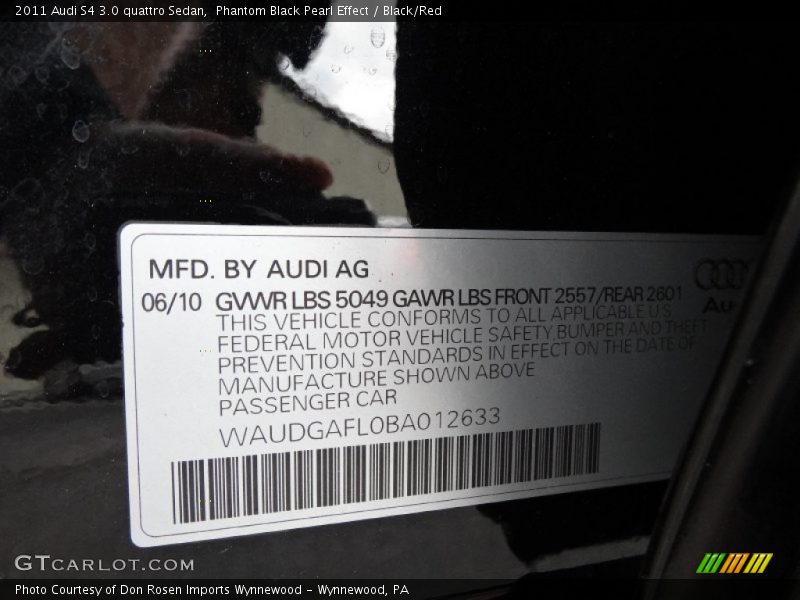 2011 Audi S4 3.0 quattro Sedan,  Phantom Black Pearl Effect / Black/Red
MFD. BY AUDI AG
06/10 GVWR LBS 5049 GAWR LBS FRONT 2557/REAR 2601
THIS VEHICLE CONFORMS TO ALL APPLICABLE U.S.
FEDERAL MOTOR VEHICLE SAFETY BUMPER AND THEFT
PREVENTION STANDARDS IN EFFECT ON THE DATE OF
MANUFACTURE SHOWN ABOVE
PASSENGER CAR
WAUDGAFL0BA012633
GTCARLOT.COM
Photo Courtesy of Don Rosen Imports Wynnewood - Wynnewood, PA